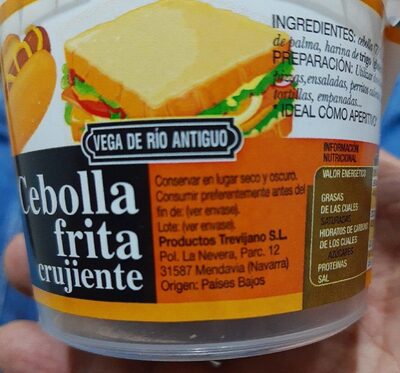 INGREDIENTES: cebolla
de palma, harina de trigo
PREPARACIÓN: Utilizar
ensaladas, perritos
tortillas, empanadas...
* IDEAL COMO APERITIVO
VEGA DE RÍO ANTIGUO
Cebolla
frita
crujiente
Conservar en lugar seco y oscuro.
Consumir preferentemente antes del
fin de: (ver envase).
Lote: (ver envase).
Productos Trevijano S.L.
Pol. La Nevera, Parc. 12
31587 Mendavia (Navarra)
Origen: Países Bajos
INFORMACIÓN
NUTRICIONAL
VALOR ENERGÉTICO
GRASAS
DE LAS CUALES
SATURADAS
HIDRATOS DE CARBONO
DE LOS CUALES
AZÚCARES
PROTEÍNAS
SAL